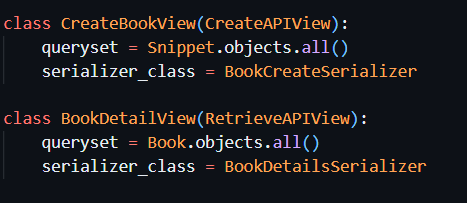 class CreateBookView(CreateAPIView):
    queryset = Snippet.objects.all()
    serializer_class = BookCreateSerializer

class BookDetailView(RetrieveAPIView):
    queryset = Book.objects.all()
    serializer_class = BookDetailsSerializer